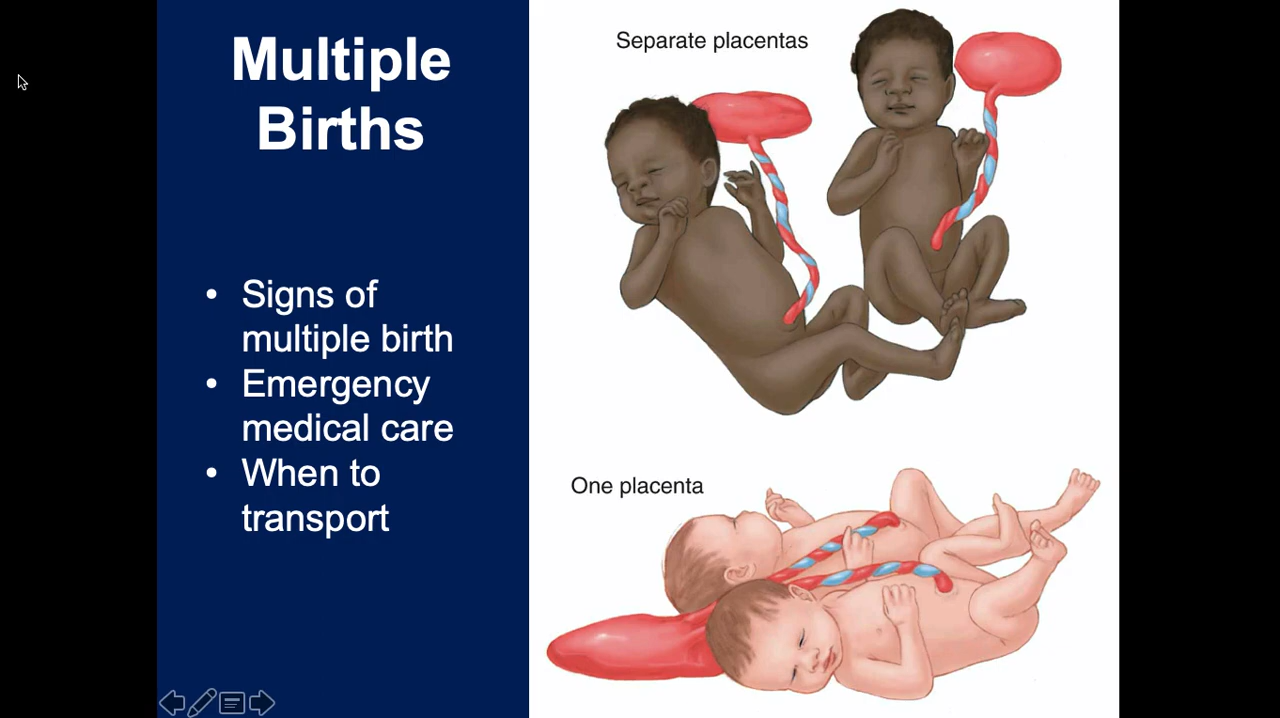 Multiple
Births
• Signs of
multiple birth
• Emergency
medical care
• When to
transport
Separate placentas
One placenta